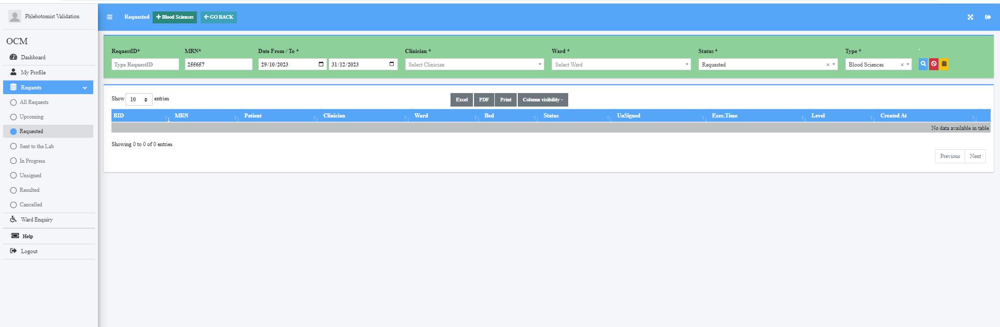 Phlebotomist Validation
OCM
Dashboard
My Profile
Requests
All Requests
Upcoming
Requested
Sent to the Lab
In Progress
Unsigned
Resulted
Cancelled
Ward Enquiry
Help
Logout
Requested Blood Sciences GO BACK
RequestID* MRN* Date From / To * Clinician * Ward * Status * Type *
Type RequestID 255657 29/10/2023 31/12/2023 Select Clinician Select Ward Requested × Blood Sciences ×
Show 10 entries Excel PDF Print Column visibility
RID MRN Patient Clinician Ward Bed Status UnSigned Exec.Time Level Created At
No data available in table
Showing 0 to 0 of 0 entries
Previous Next